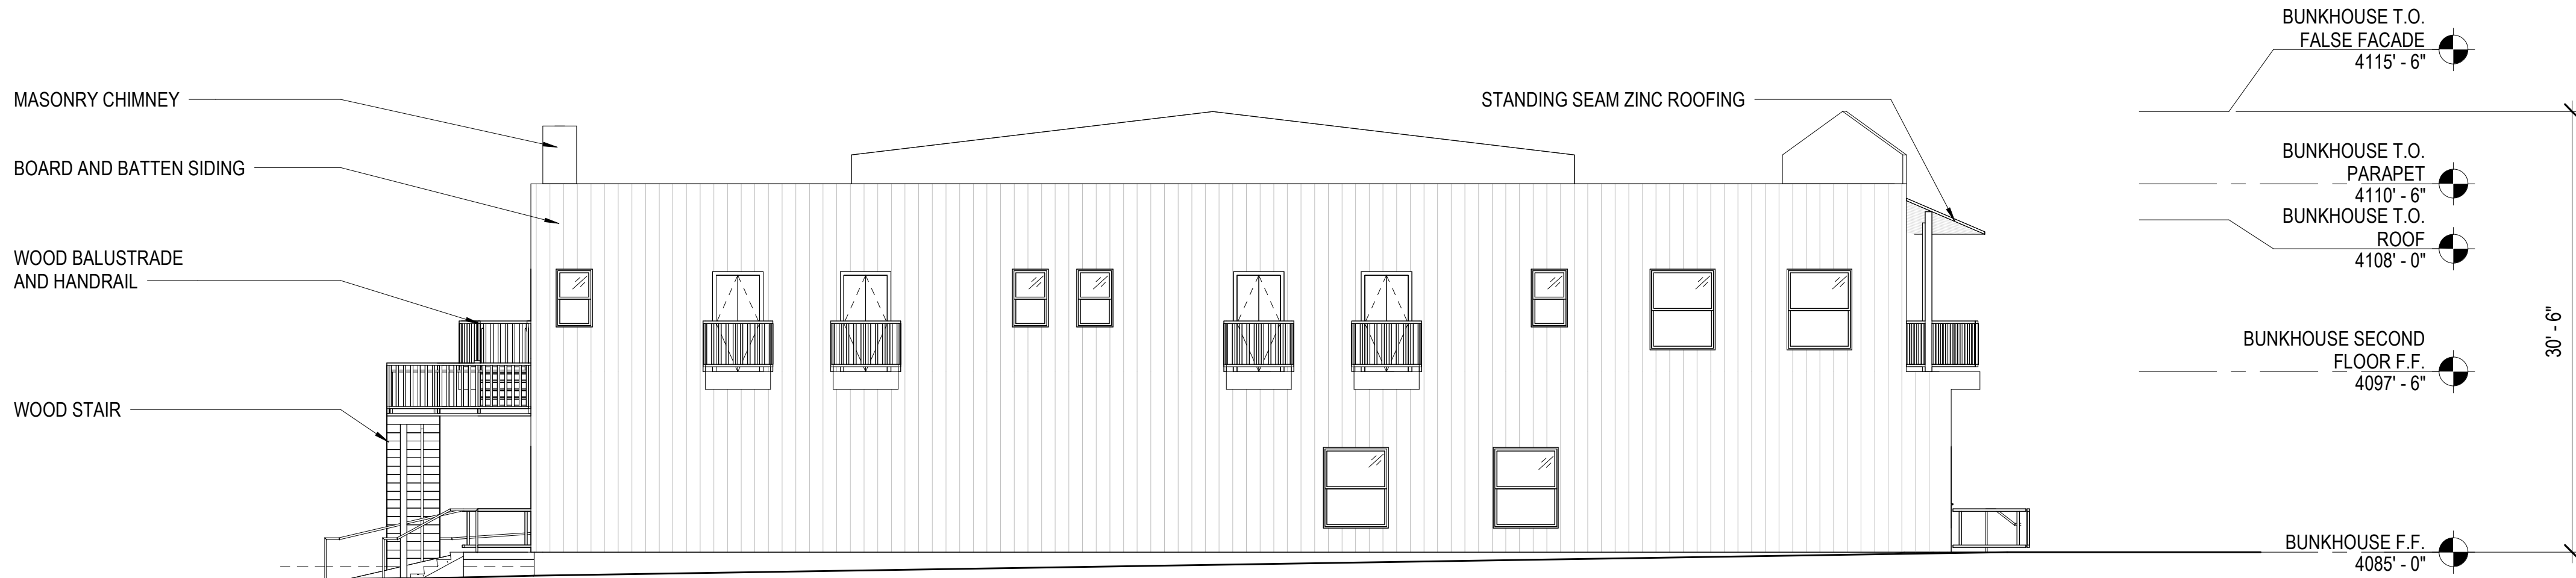 MASONRY CHIMNEY
BOARD AND BATTEN SIDING
WOOD BALUSTRADE
AND HANDRAIL
WOOD STAIR
STANDING SEAM ZINC ROOFING
BUNKHOUSE T.O.
FALSE FACADE
4115' - 6"
BUNKHOUSE T.O.
PARAPET
4110' - 6"
BUNKHOUSE T.O.
ROOF
4108' - 0"
BUNKHOUSE SECOND
FLOOR F.F.
4097' - 6"
BUNKHOUSE F.F.
4085' - 0"
30' - 6"